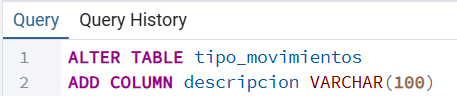 Query Query History
1 ALTER TABLE tipo_movimientos
2 ADD COLUMN descripcion VARCHAR(100)